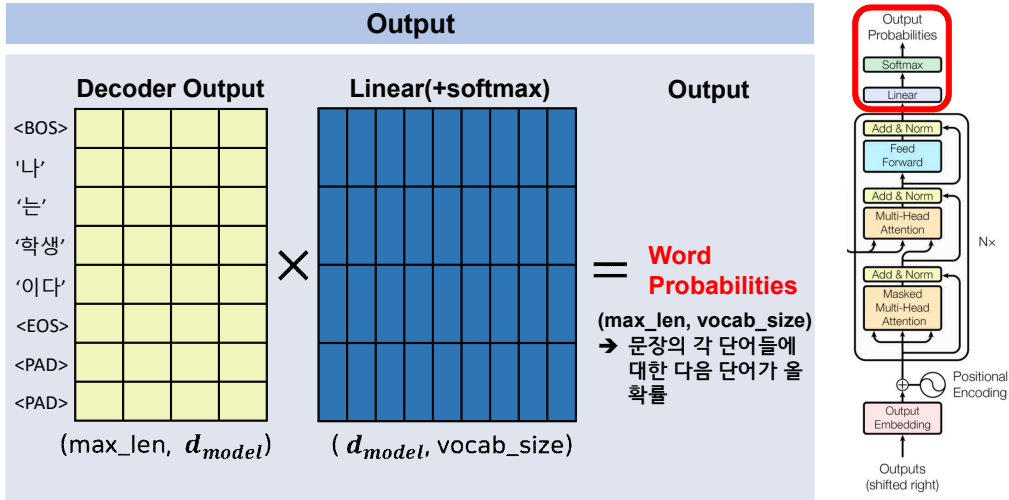 Output
Decoder Output
Linear(+softmax)
Output
<BOS>
'나'
‘는’
‘학생’
‘이다’
<EOS>
<PAD>
<PAD>
×
=
Word
Probabilities
(max_len, vocab_size)
➔ 문장의 각 단어들에
대한 다음 단어가 올
확률
(max_len, d_model)
( d_model, vocab_size)
Output
Probabilities
Softmax
Linear
Add & Norm
Feed
Forward
Add & Norm
Multi-Head
Attention
N×
Add & Norm
Masked
Multi-Head
Attention
Positional
Encoding
Output
Embedding
Outputs
(shifted right)